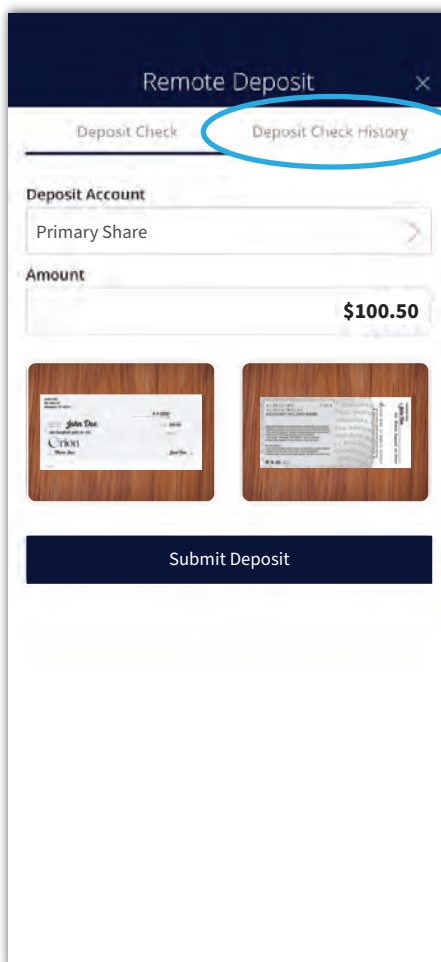 Remote Deposit ×
Deposit Check
Deposit Check History
Deposit Account
Primary Share
Amount
$100.50
John Doe
Orion
Submit Deposit